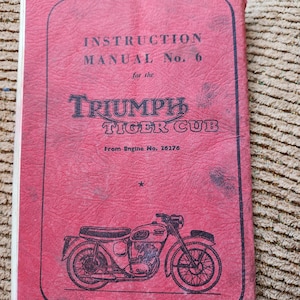 INSTRUCTION
MANUAL No. 6
for the
TRIUMPH
TIGER CUB
From Engine No. 28276